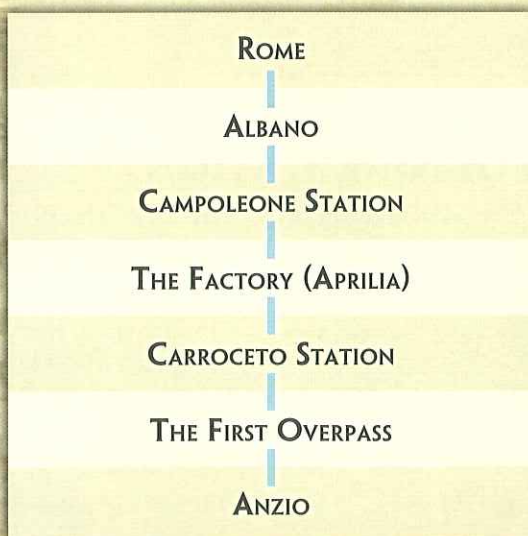 Rome
Albano
Campoleone Station
The Factory (Aprilia)
Carroceto Station
The First Overpass
Anzio